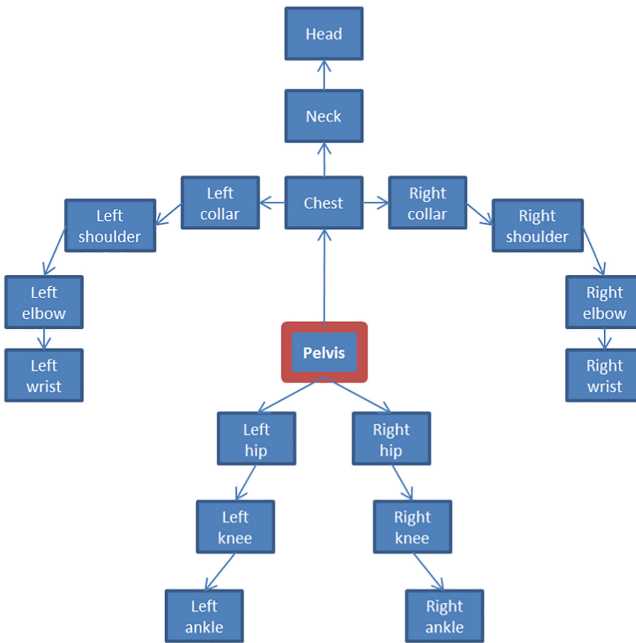 Head
Neck
Left
collar
Chest
Right
collar
Left
shoulder
Right
shoulder
Left
elbow
Right
elbow
Left
wrist
Pelvis
Right
wrist
Left
hip
Right
hip
Left
knee
Right
knee
Left
ankle
Right
ankle